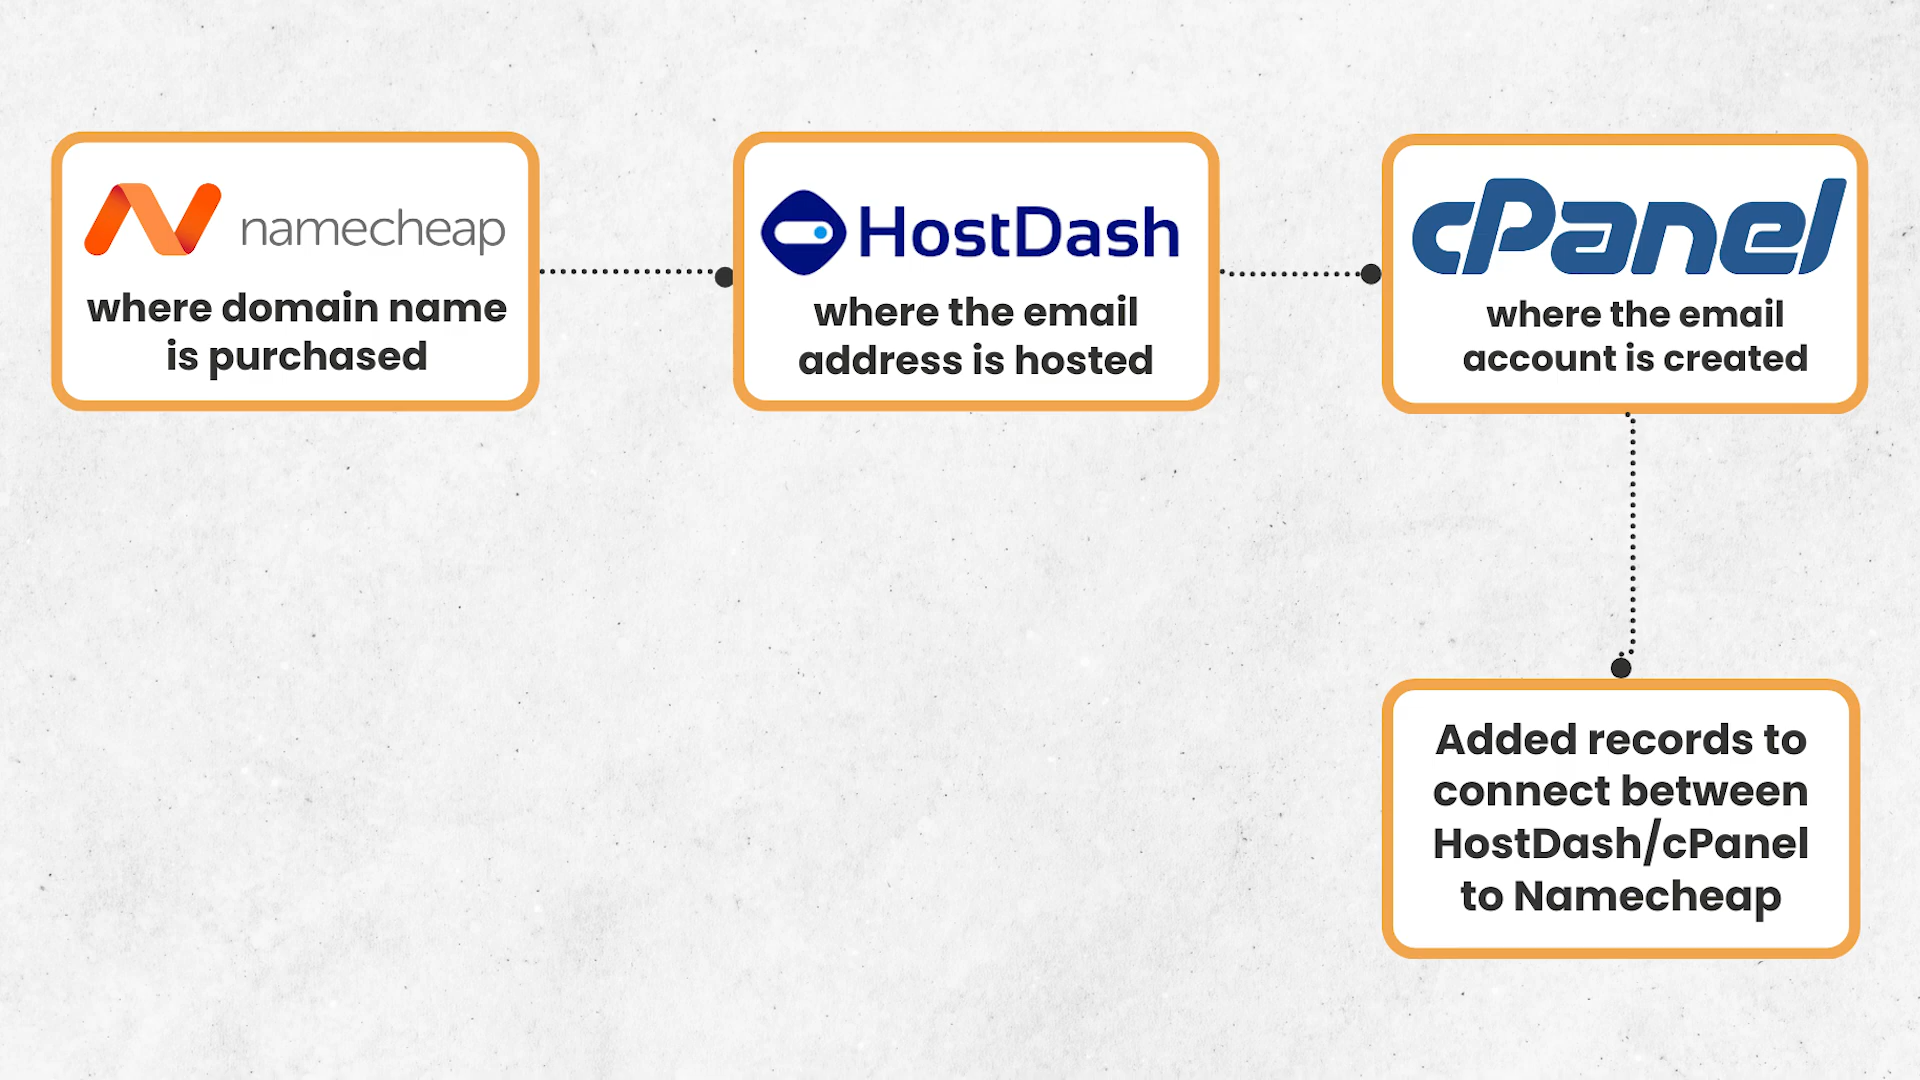 namecheap
where domain name
is purchased
HostDash
where the email
address is hosted
cPanel
where the email
account is created
Added records to
connect between
HostDash/cPanel
to Namecheap